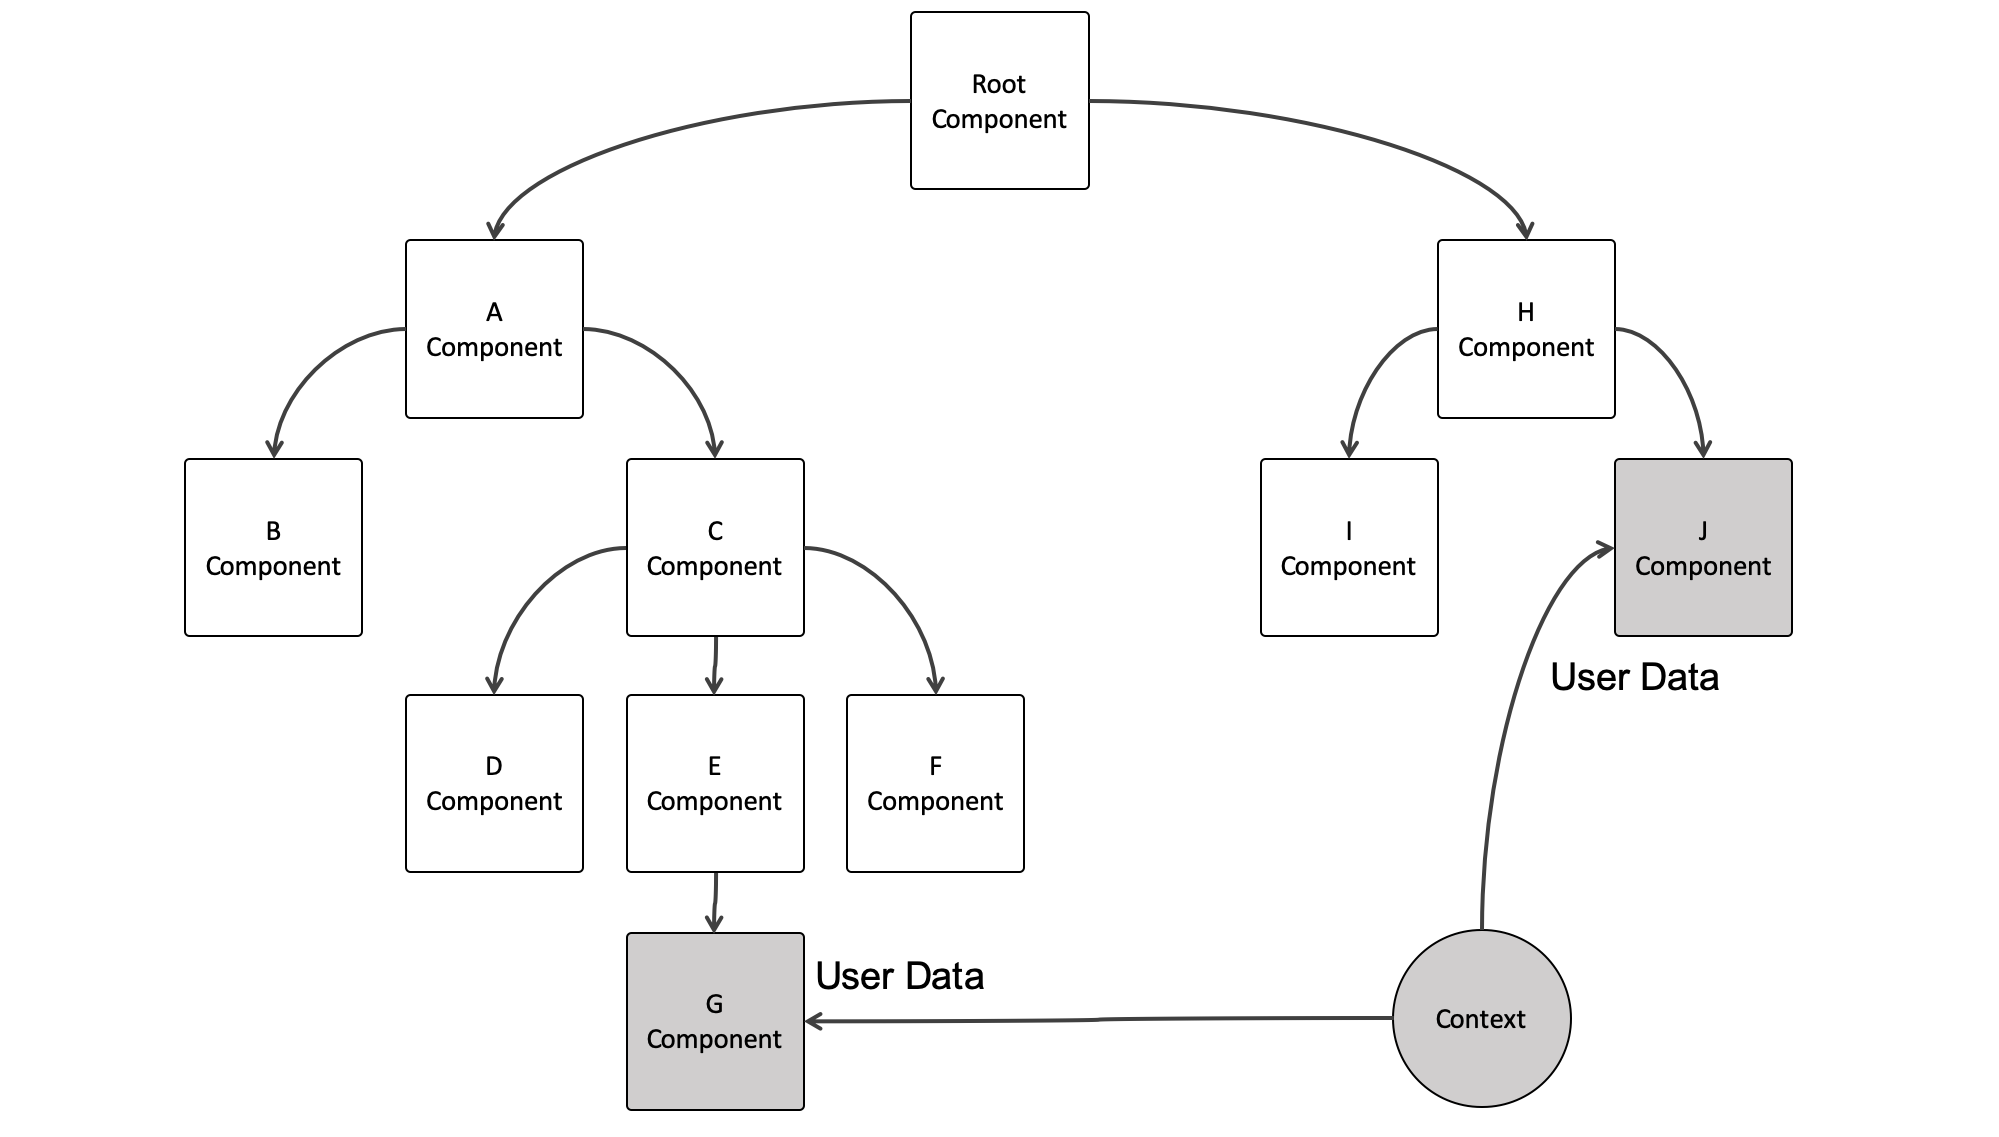 Root
Component
A
Component
H
Component
B
Component
C
Component
I
Component
J
Component
User Data
D
Component
E
Component
F
Component
User Data
G
Component
Context